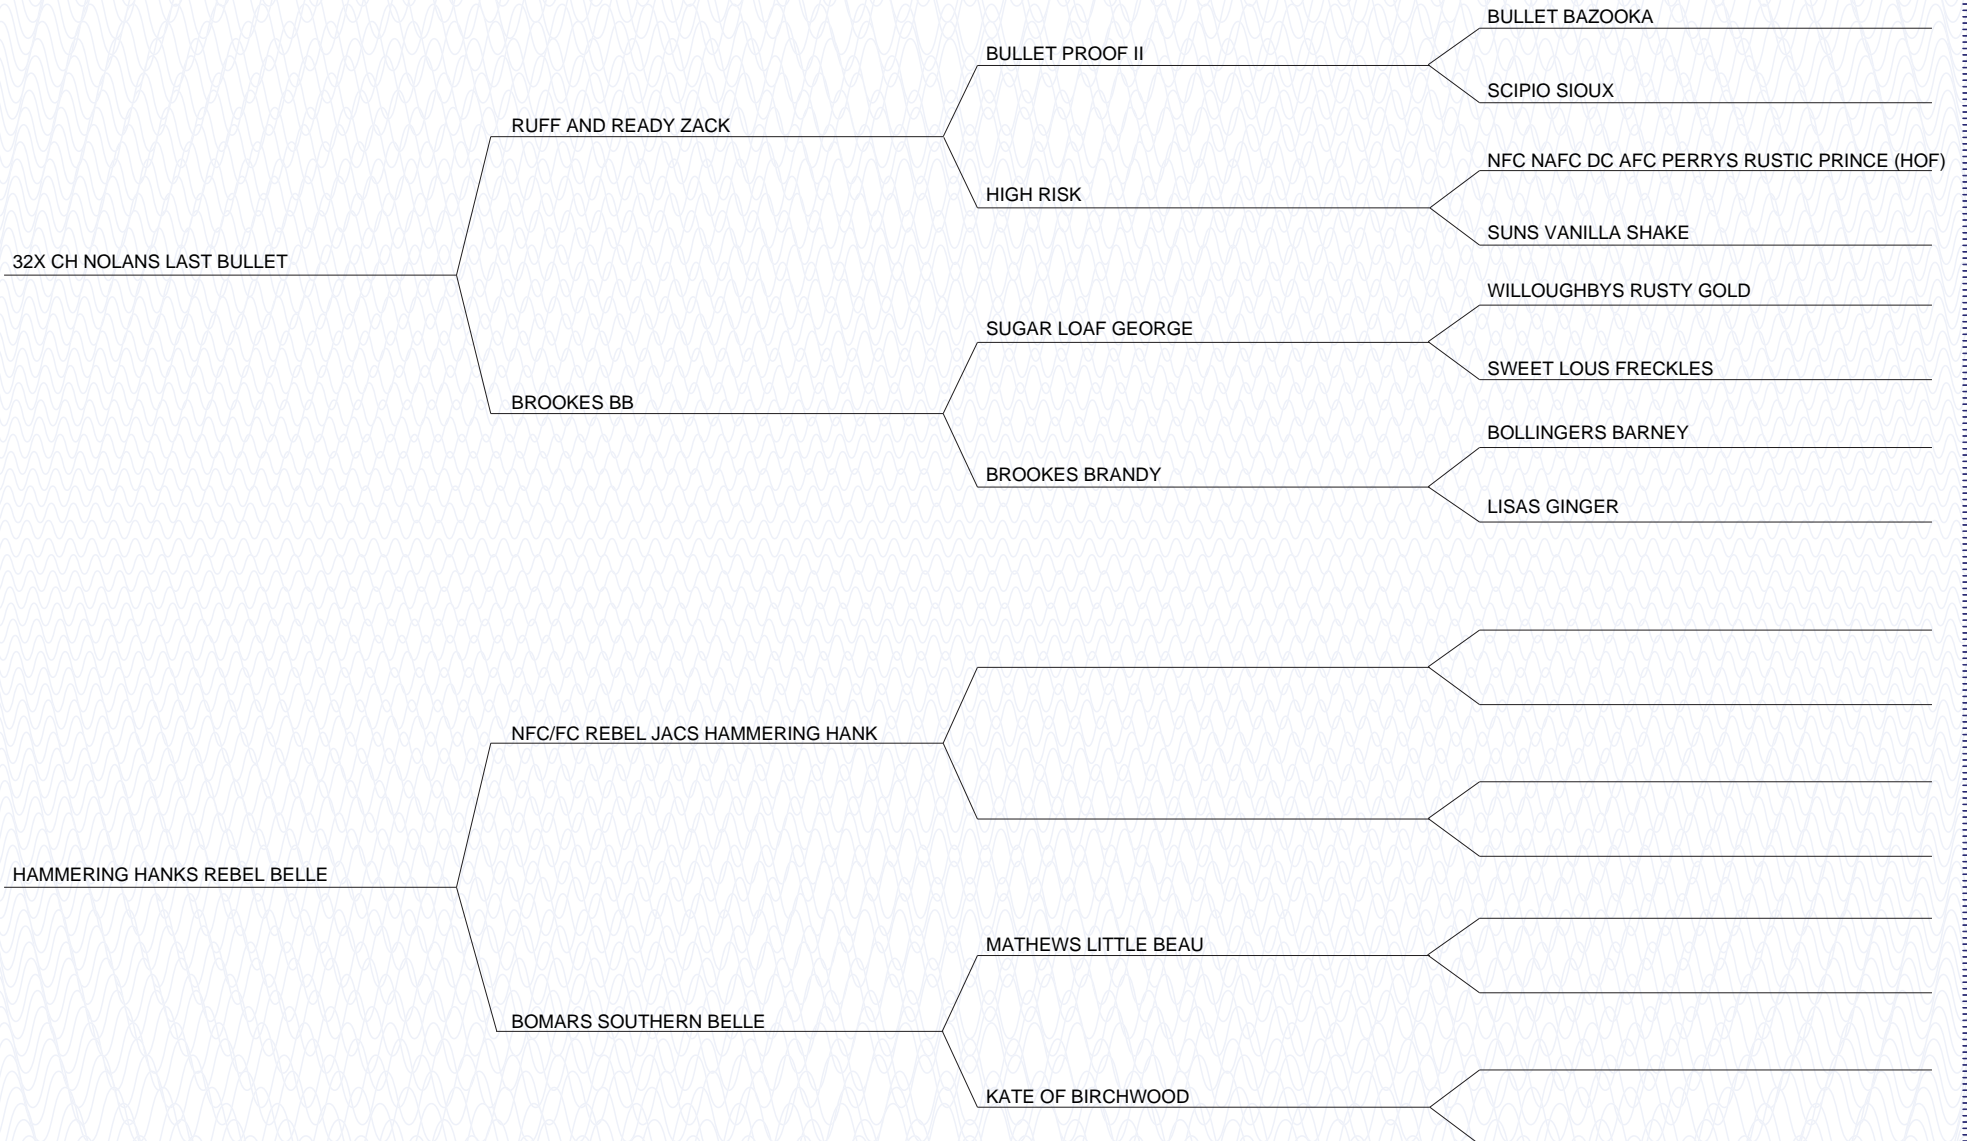 BULLET BAZOOKA
BULLET PROOF II
SCIPIO SIOUX
RUFF AND READY ZACK
NFC NAFC DC AFC PERRYS RUSTIC PRINCE (HOF)
HIGH RISK
SUNS VANILLA SHAKE
32X CH NOLANS LAST BULLET
WILLOUGHBYS RUSTY GOLD
SUGAR LOAF GEORGE
SWEET LOUS FRECKLES
BROOKES BB
BOLLINGERS BARNEY
BROOKES BRANDY
LISAS GINGER
NFC/FC REBEL JACS HAMMERING HANK
HAMMERING HANKS REBEL BELLE
MATHEWS LITTLE BEAU
BOMARS SOUTHERN BELLE
KATE OF BIRCHWOOD